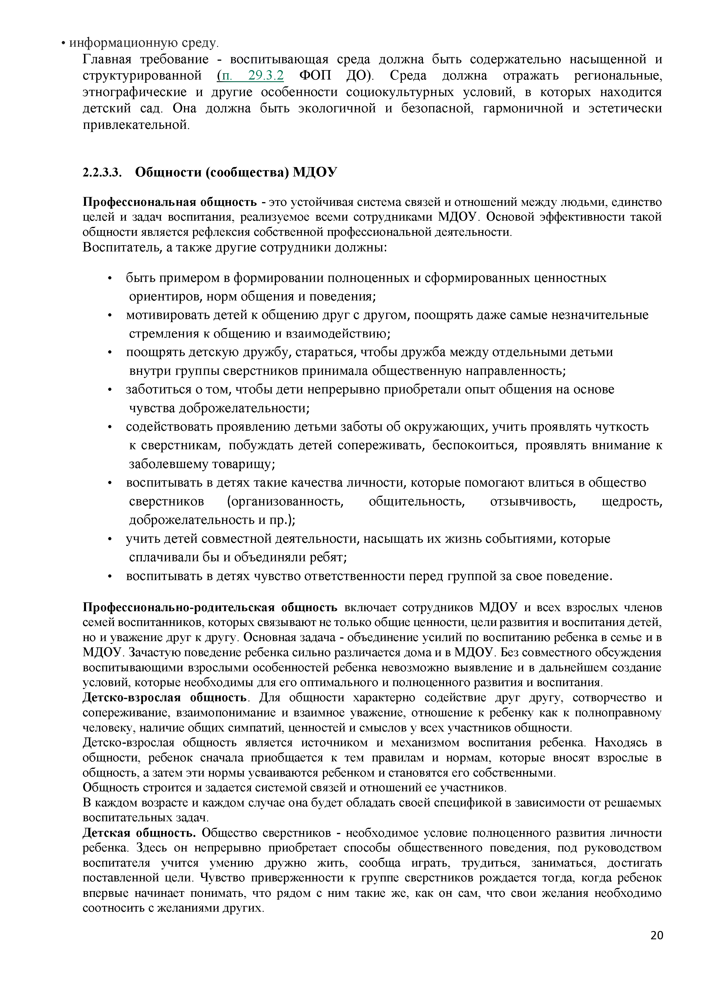 • информационную среду.
Главная требование - воспитывающая среда должна быть содержательно насыщенной и
структурированной (п. 29.3.2 ФОП ДО). Среда должна отражать региональные,
этнографические и другие особенности социокультурных условий, в которых находится
детский сад. Она должна быть экологичной и безопасной, гармоничной и эстетически
привлекательной.
2.2.3.3. Общности (сообщества) МДОУ
Профессиональная общность - это устойчивая система связей и отношений между людьми, единство
целей и задач воспитания, реализуемое всеми сотрудниками МДОУ. Основой эффективности такой
общности является рефлексия собственной профессиональной деятельности.
Воспитатель, а также другие сотрудники должны:
• быть примером в формировании полноценных и сформированных ценностных
ориентиров, норм общения и поведения;
• мотивировать детей к общению друг с другом, поощрять даже самые незначительные
стремления к общению и взаимодействию;
• поощрять детскую дружбу, стараться, чтобы дружба между отдельными детьми
внутри группы сверстников принимала общественную направленность;
• заботиться о том, чтобы дети непрерывно приобретали опыт общения на основе
чувства доброжелательности;
• содействовать проявлению детьми заботы об окружающих, учить проявлять чуткость
к сверстникам, побуждать детей сопереживать, беспокоиться, проявлять внимание к
заболевшему товарищу;
• воспитывать в детях такие качества личности, которые помогают влиться в общество
сверстников (организованность, общительность, отзывчивость, щедрость,
доброжелательность и пр.);
• учить детей совместной деятельности, насыщать их жизнь событиями, которые
сплачивали бы и объединяли ребят;
• воспитывать в детях чувство ответственности перед группой за свое поведение.
Профессионально-родительская общность включает сотрудников МДОУ и всех взрослых членов
семей воспитанников, которых связывают не только общие ценности, цели развития и воспитания детей,
но и уважение друг к другу. Основная задача - объединение усилий по воспитанию ребенка в семье и в
МДОУ. Зачастую поведение ребенка сильно различается дома и в МДОУ. Без совместного обсуждения
воспитывающими взрослыми особенностей ребенка невозможно выявление и в дальнейшем создание
условий, которые необходимы для его оптимального и полноценного развития и воспитания.
Детско-взрослая общность. Для общности характерно содействие друг другу, сотворчество и
сопереживание, взаимопонимание и взаимное уважение, отношение к ребенку как к полноправному
человеку, наличие общих симпатий, ценностей и смыслов у всех участников общности.
Детско-взрослая общность является источником и механизмом воспитания ребенка. Находясь в
общности, ребенок сначала приобщается к тем правилам и нормам, которые вносят взрослые в
общность, а затем эти нормы усваиваются ребенком и становятся его собственными.
Общность строится и задается системой связей и отношений ее участников.
В каждом возрасте и каждом случае она будет обладать своей спецификой в зависимости от решаемых
воспитательных задач.
Детская общность. Общество сверстников - необходимое условие полноценного развития личности
ребенка. Здесь он непрерывно приобретает способы общественного поведения, под руководством
воспитателя учится умению дружно жить, сообща играть, трудиться, заниматься, достигать
поставленной цели. Чувство приверженности к группе сверстников рождается тогда, когда ребенок
впервые начинает понимать, что рядом с ним такие же, как он сам, что свои желания необходимо
соотносить с желаниями других.
20